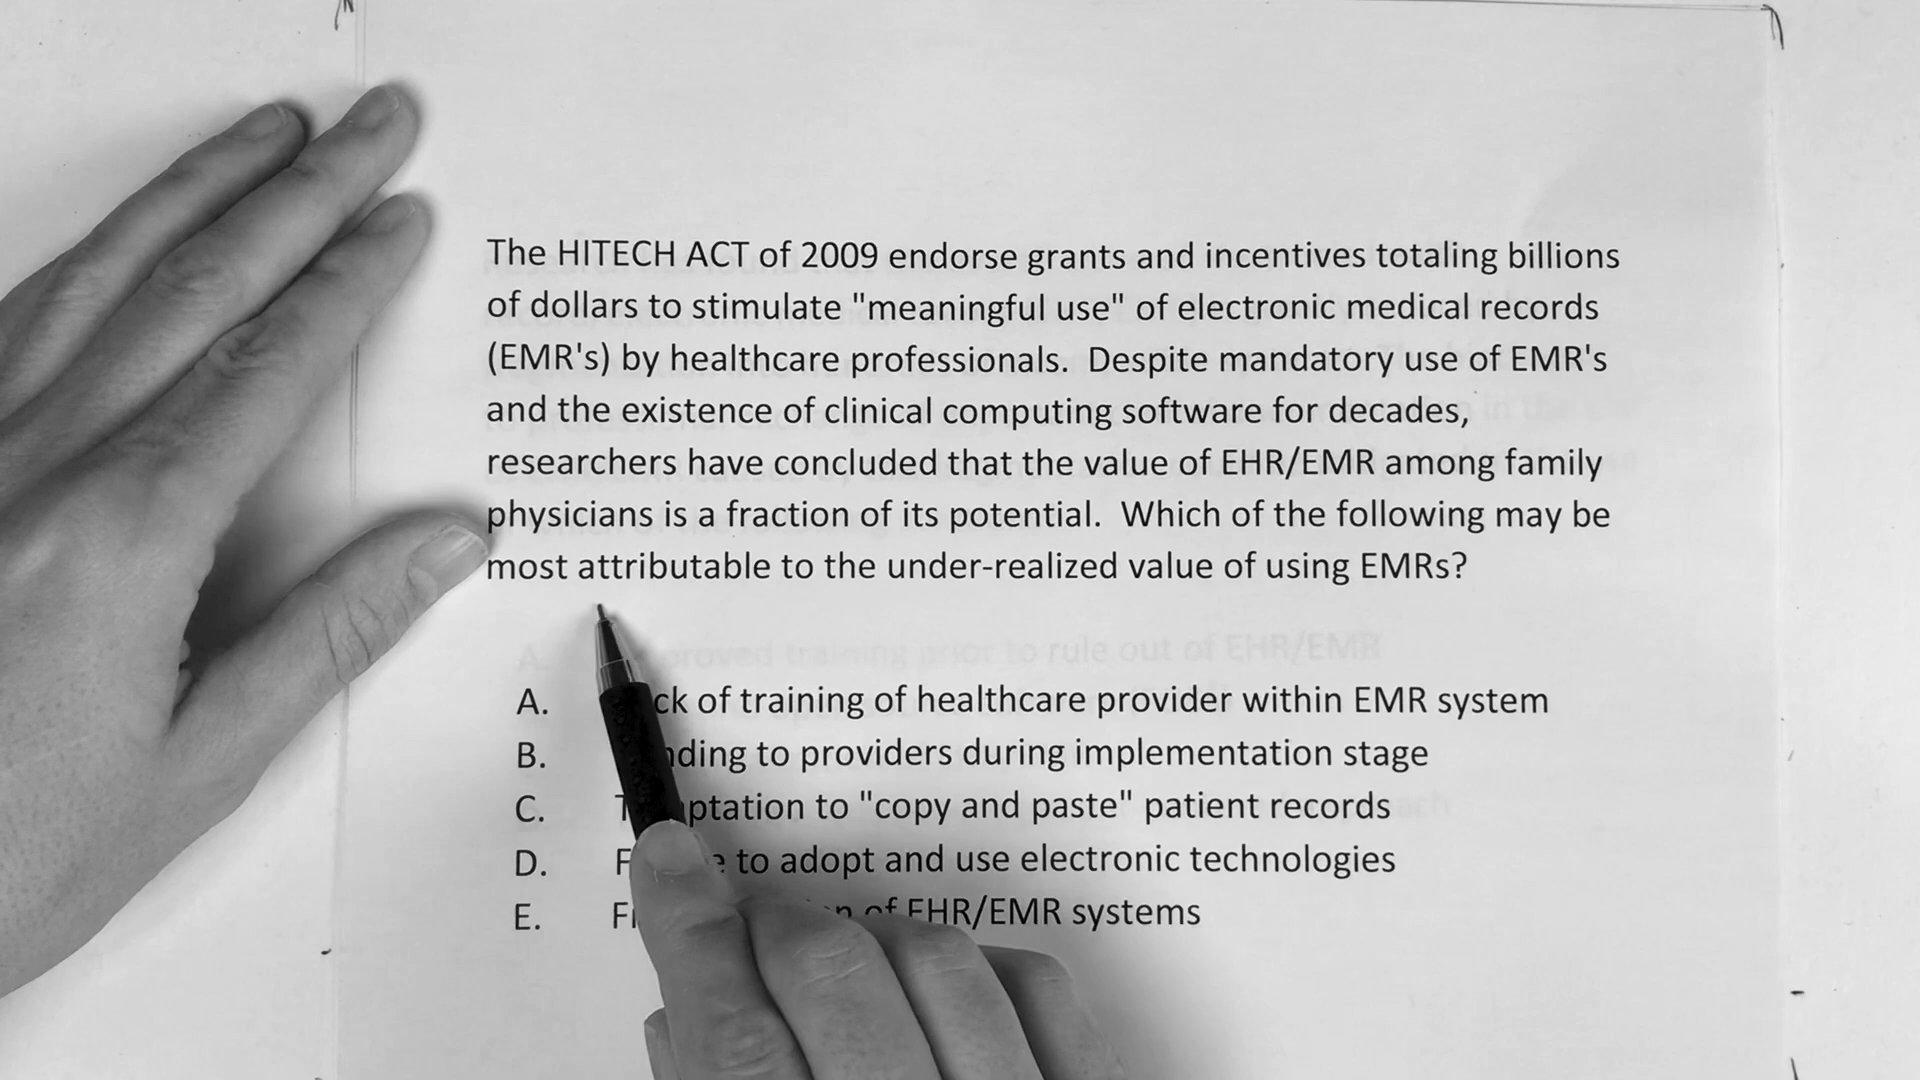 The HITECH ACT of 2009 endorse grants and incentives totaling billions
of dollars to stimulate "meaningful use" of electronic medical records
(EMR's) by healthcare professionals. Despite mandatory use of EMR's
and the existence of clinical computing software for decades,
researchers have concluded that the value of EHR/EMR among family
physicians is a fraction of its potential. Which of the following may be
most attributable to the under-realized value of using EMRs?
A. of training of healthcare provider within EMR system
B. to providers during implementation stage
C. to "copy and paste" patient records
D. to adopt and use electronic technologies
E. of EHR/EMR systems